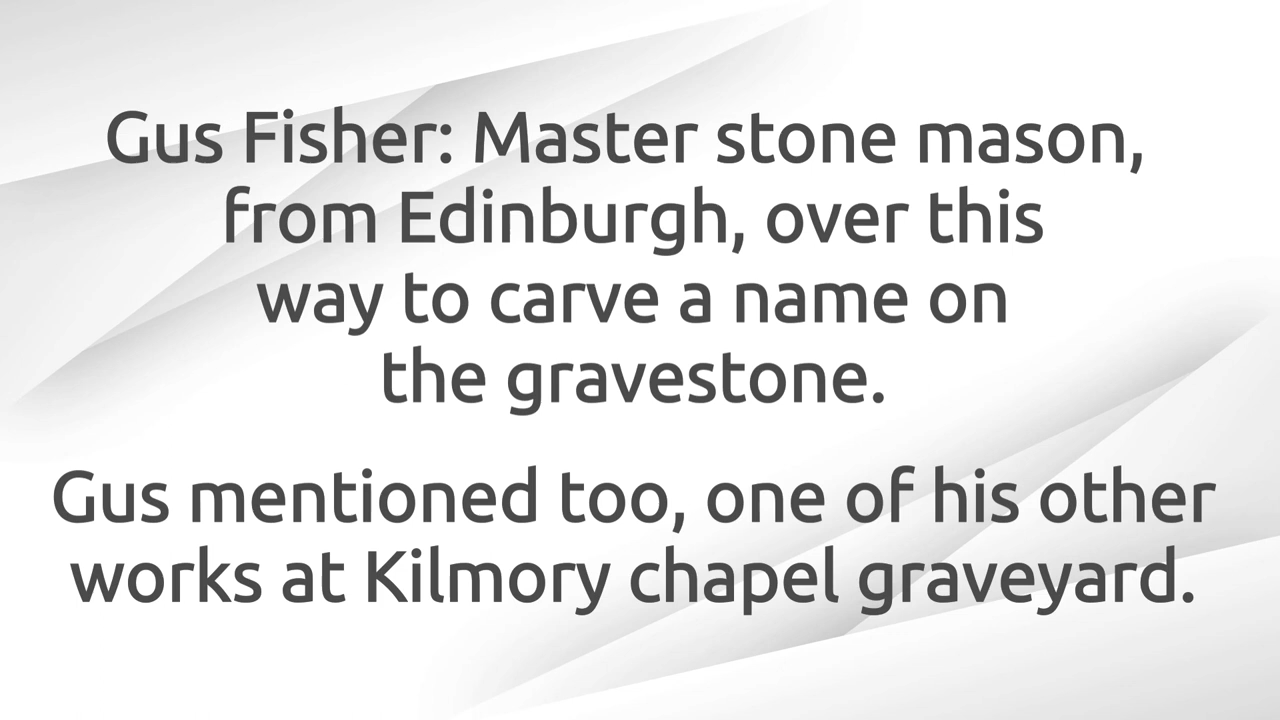 Gus Fisher: Master stone mason,
from Edinburgh, over this
way to carve a name on
the gravestone.
Gus mentioned too, one of his other
works at Kilmory chapel graveyard.